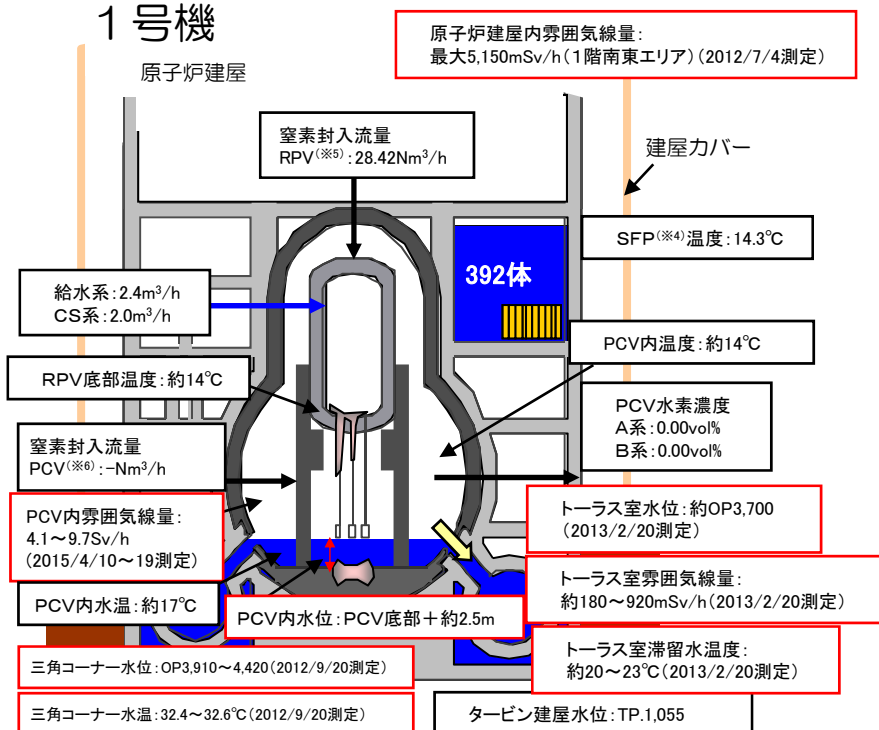 1号機
原子炉建屋内雰囲気線量:
最大5,150mSv/h(1階南東エリア)(2012/7/4測定)
原子炉建屋
窒素封入流量
RPV(※5):28.42Nm³/h
建屋カバー
SFP(※4)温度:14.3℃
392体
給水系:2.4m³/h
CS系:2.0m³/h
PCV内温度:約14℃
RPV底部温度:約14℃
PCV水素濃度
A系:0.00vol%
B系:0.00vol%
窒素封入流量
PCV(※6):-Nm³/h
PCV内雰囲気線量:
4.1~9.7Sv/h
(2015/4/10~19測定)
トーラス室水位:約OP3,700
(2013/2/20測定)
トーラス室雰囲気線量:
約180~920mSv/h(2013/2/20測定)
PCV内水温:約17℃
PCV内水位:PCV底部+約2.5m
トーラス室滞留水温度:
約20~23℃(2013/2/20測定)
三角コーナー水位:OP3,910~4,420(2012/9/20測定)
三角コーナー水温:32.4~32.6℃(2012/9/20測定)
タービン建屋水位:TP.1,055